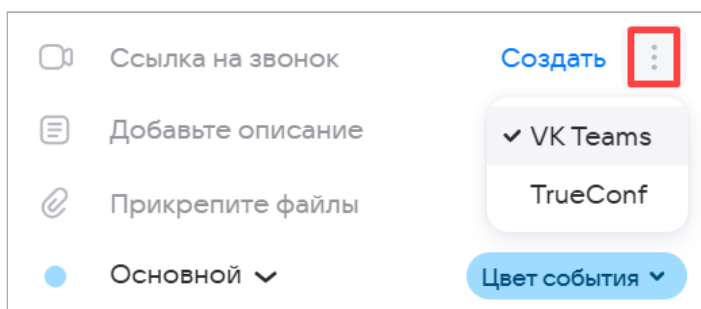 Ссылка на звонок Создать
Добавьте описание
VK Teams
Прикрепите файлы
TrueConf
Основной
Цвет события